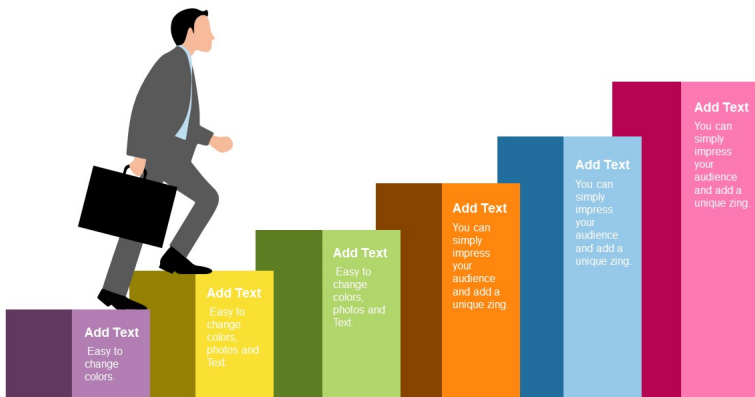 Add Text
Easy to
change
colors.
Add Text
Easy to
change
colors,
photos and
Text.
Add Text
Easy to
change
colors,
photos and
Text.
Add Text
You can
simply
impress
your
audience
and add a
unique zing.
Add Text
You can
simply
impress
your
audience
and add a
unique zing.
Add Text
You can
simply
impress
your
audience
and add a
unique zing.